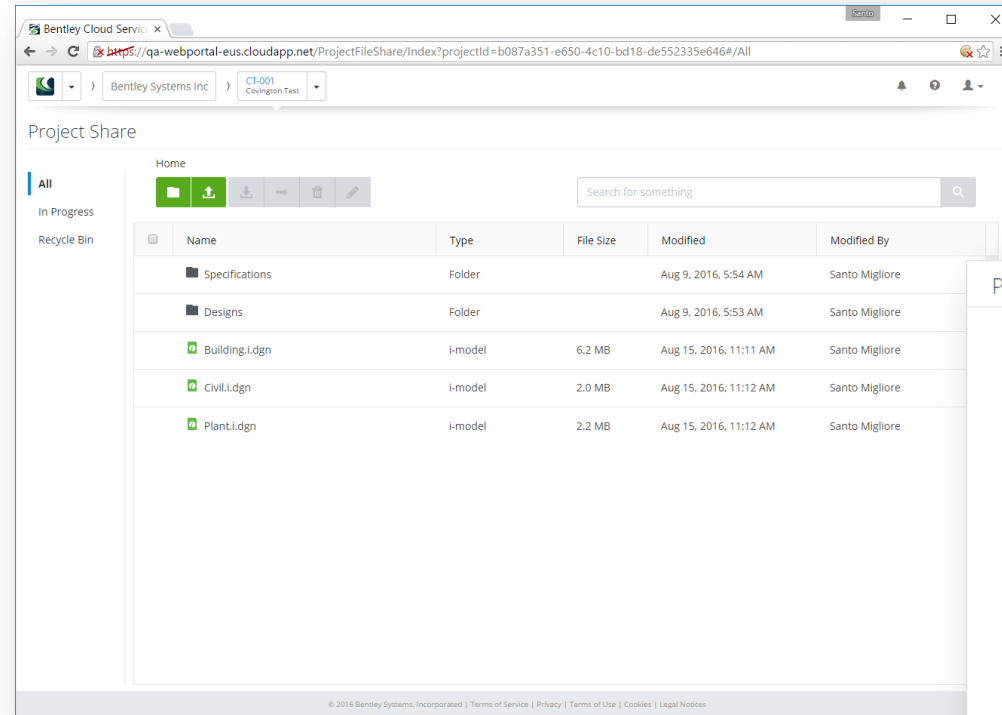 Santo
Bentley Cloud Servic
https://qa-webportal-eus.cloudapp.net/ProjectFileShare/Index?projectId=b087a351-e650-4c10-bd18-de552335e646#/All
Bentley Systems Inc
CT-001
Covington Test
Project Share
All
In Progress
Recycle Bin
Home
Search for something
Name Type File Size Modified Modified By
Specifications Folder Aug 9, 2016, 5:54 AM Santo Migliore
Designs Folder Aug 9, 2016, 5:53 AM Santo Migliore
Building.i.dgn i-model 6.2 MB Aug 15, 2016, 11:11 AM Santo Migliore
Civil.i.dgn i-model 2.0 MB Aug 15, 2016, 11:12 AM Santo Migliore
Plant.i.dgn i-model 2.2 MB Aug 15, 2016, 11:12 AM Santo Migliore
P
© 2016 Bentley Systems, Incorporated | Terms of Service | Privacy | Terms of Use | Cookies | Legal Notices